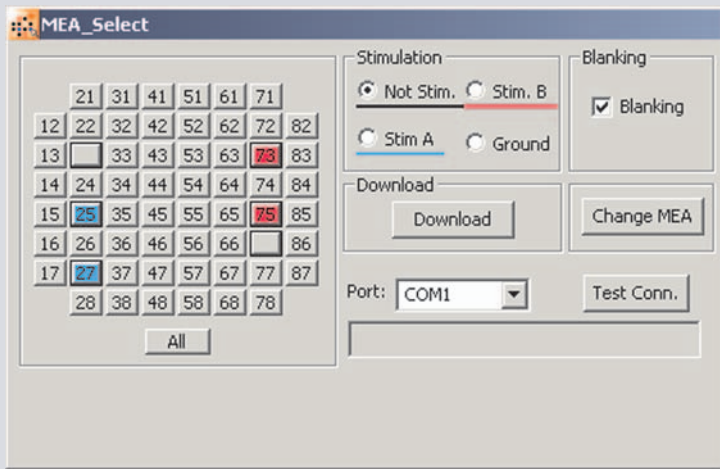 MEA_Select
Stimulation
Not Stim. Stim. B
Stim A Ground
Blanking
Blanking
21 31 41 51 61 71
12 22 32 42 52 62 72 82
13 33 43 53 63 73 83
14 24 34 44 54 64 74 84
15 25 35 45 55 65 75 85
16 26 36 46 56 66 86
17 27 37 47 57 67 77 87
28 38 48 58 68 78
All
Download
Download
Change MEA
Port: COM1
Test Conn.